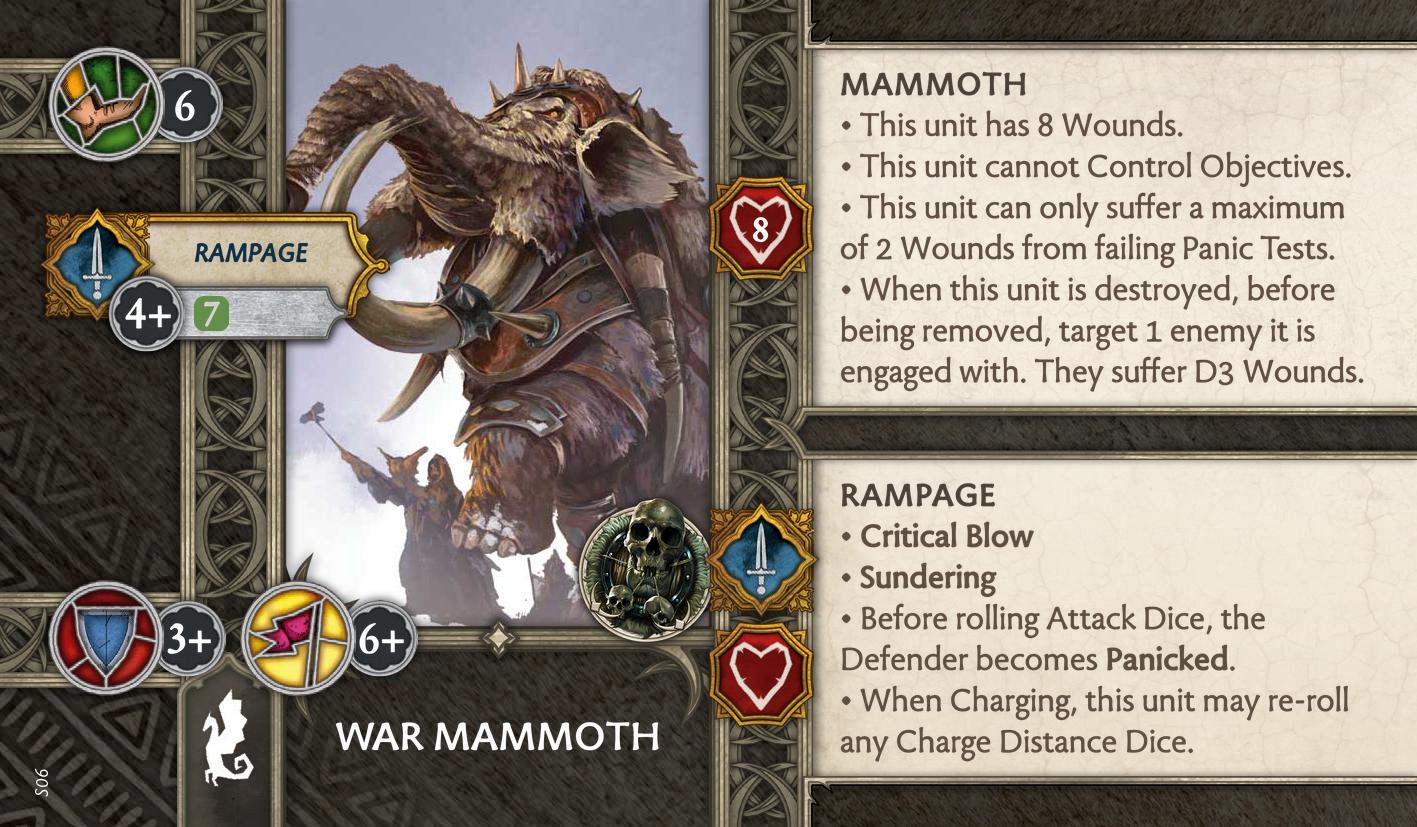 6
RAMPAGE
4+
7
3+
6+
WAR MAMMOTH
S06
8
MAMMOTH
• This unit has 8 Wounds.
• This unit cannot Control Objectives.
• This unit can only suffer a maximum
of 2 Wounds from failing Panic Tests.
• When this unit is destroyed, before
being removed, target 1 enemy it is
engaged with. They suffer D3 Wounds.
RAMPAGE
• Critical Blow
• Sundering
• Before rolling Attack Dice, the
Defender becomes Panicked.
• When Charging, this unit may re-roll
any Charge Distance Dice.